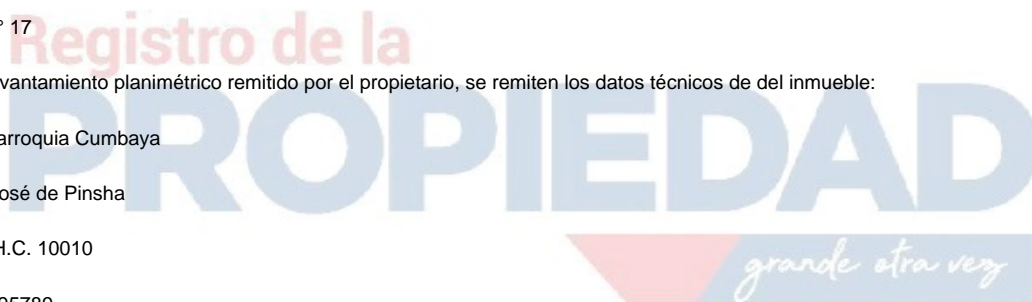 ° 17
Registro de la
vantamiento planimétrico remitido por el propietario, se remiten los datos técnicos de del inmueble:
PROPIEDAD
arroquia Cumbaya
osé de Pinsha
H.C. 10010
grande otra vez
95789